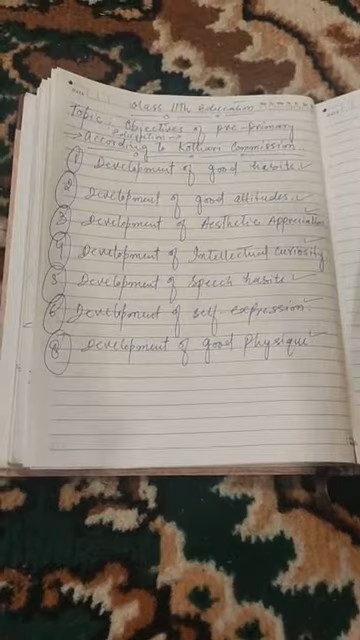 class 11th Education
Topic:- Objectives of pre-primary
education
→ According to Kothari Commission
1 Development of good habits. ✓
2 Development of good attitudes. ✓
3 Development of Aesthetic Appreciation
4 Development of Intellectual curiosity
5 Development of Speech habits ✓
6 Development of self-expression. ✓
8 Development of good Physique ✓